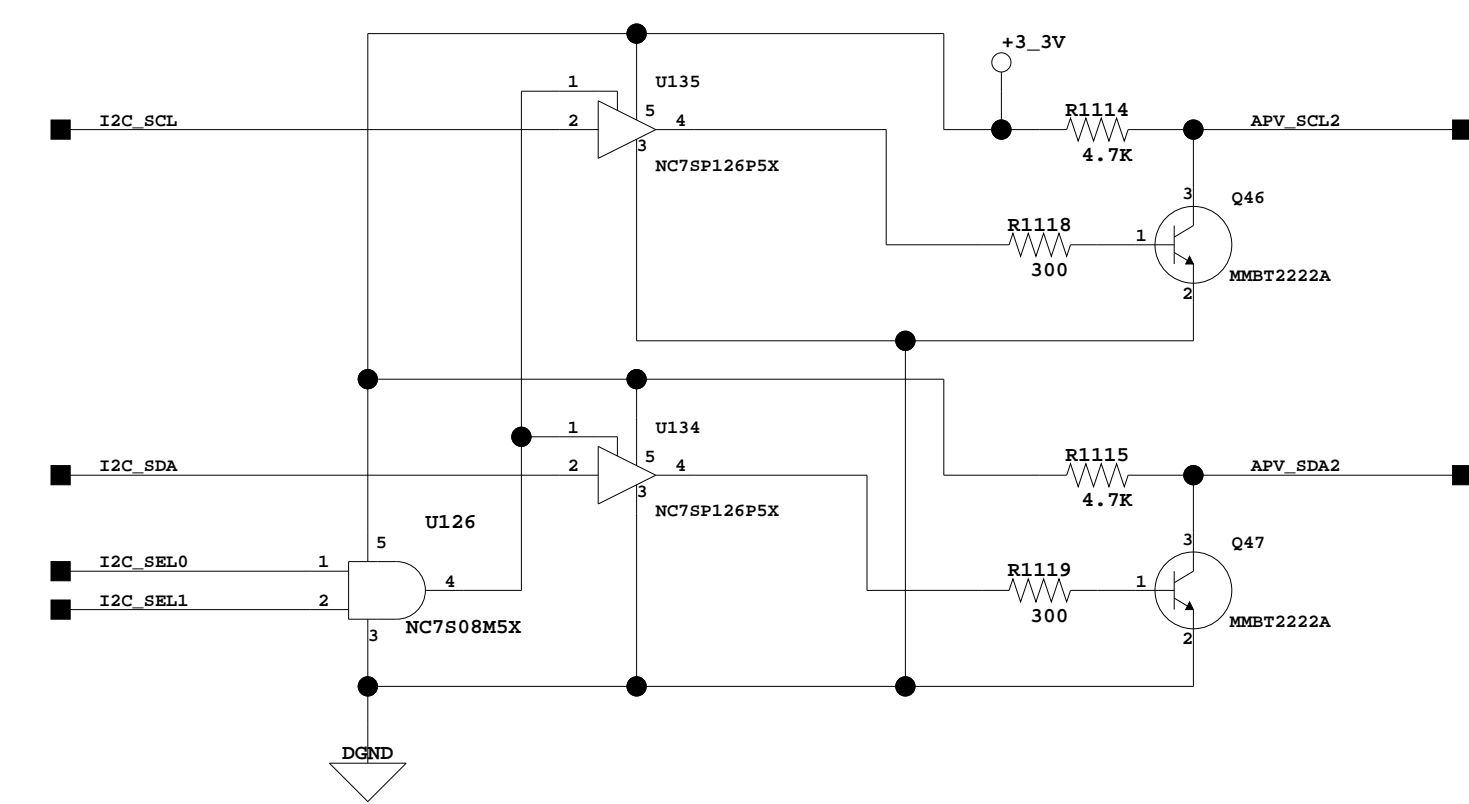 +3_3V
1 U135
I2C_SCL 2 5 4 R1114 APV_SCL2
3 4.7K
NC7SP126P5X
3 Q46
R1118 1
300 MMBT2222A
2
1 U134
I2C_SDA 2 5 4 R1115 APV_SDA2
3 4.7K
NC7SP126P5X
U126
5 3 Q47
I2C_SEL0 1 R1119 1
4
I2C_SEL1 2 300 MMBT2222A
3 NC7S08M5X 2
DGND